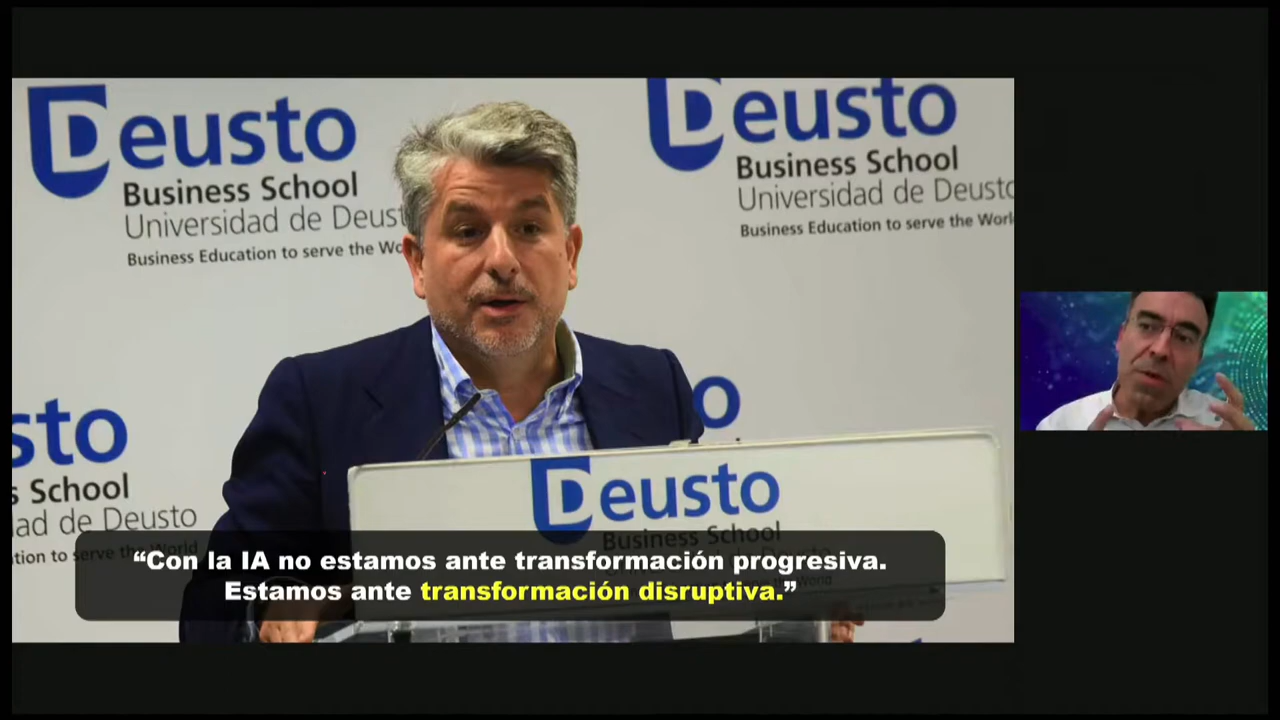 Deusto
Business School
Universidad de Deusto
Business Education to serve the
Deusto
Business School
Universidad de Deusto
Business Education to serve the World
sto
School
ad de Deusto
tion to serve the World
o
Deusto
Business School
“Con la IA no estamos ante transformación progresiva.
Estamos ante transformación disruptiva.”